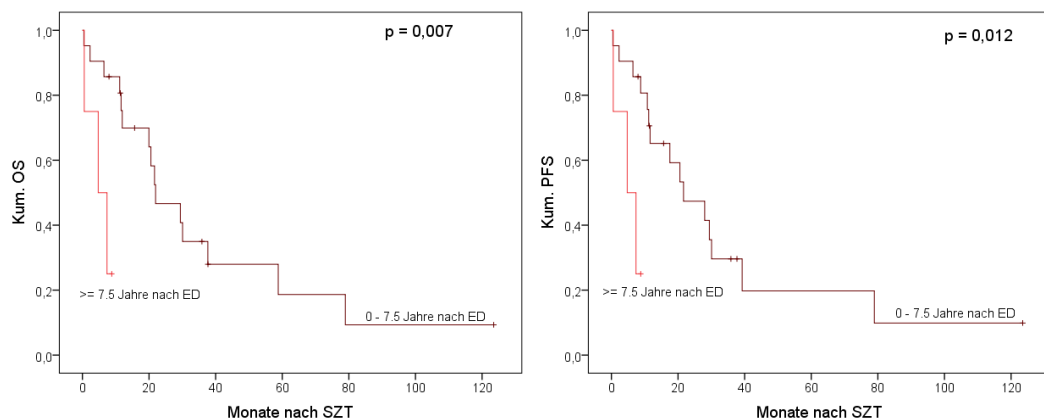 p = 0,007
Kum. OS
1,0
0,8
0,6
0,4
0,2
0,0
>= 7.5 Jahre nach ED
0 - 7.5 Jahre nach ED
0 20 40 60 80 100 120
Monate nach SZT
p = 0,012
Kum. PFS
1,0
0,8
0,6
0,4
0,2
0,0
>= 7.5 Jahre nach ED
0 - 7.5 Jahre nach ED
0 20 40 60 80 100 120
Monate nach SZT